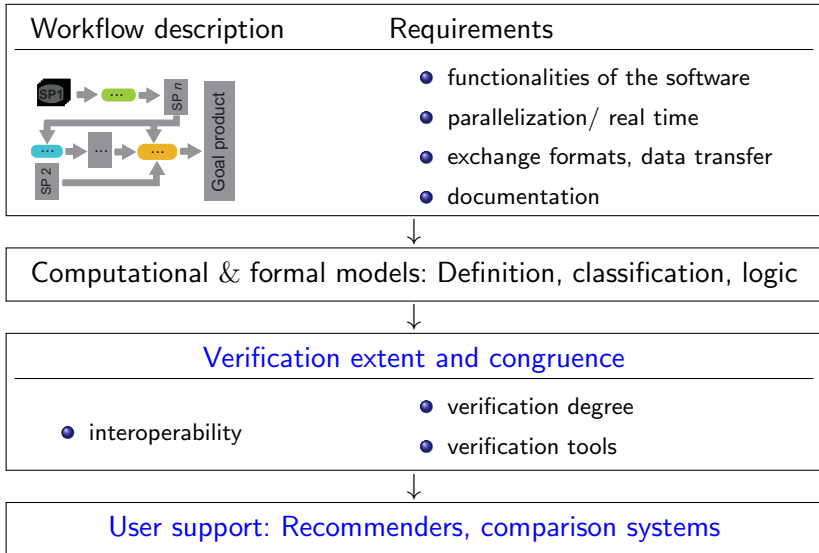 Workflow description
Requirements
SP1
...
SP n
...
...
...
SP 2
Goal product
functionalities of the software
parallelization/ real time
exchange formats, data transfer
documentation
Computational & formal models: Definition, classification, logic
Verification extent and congruence
interoperability
verification degree
verification tools
User support: Recommenders, comparison systems